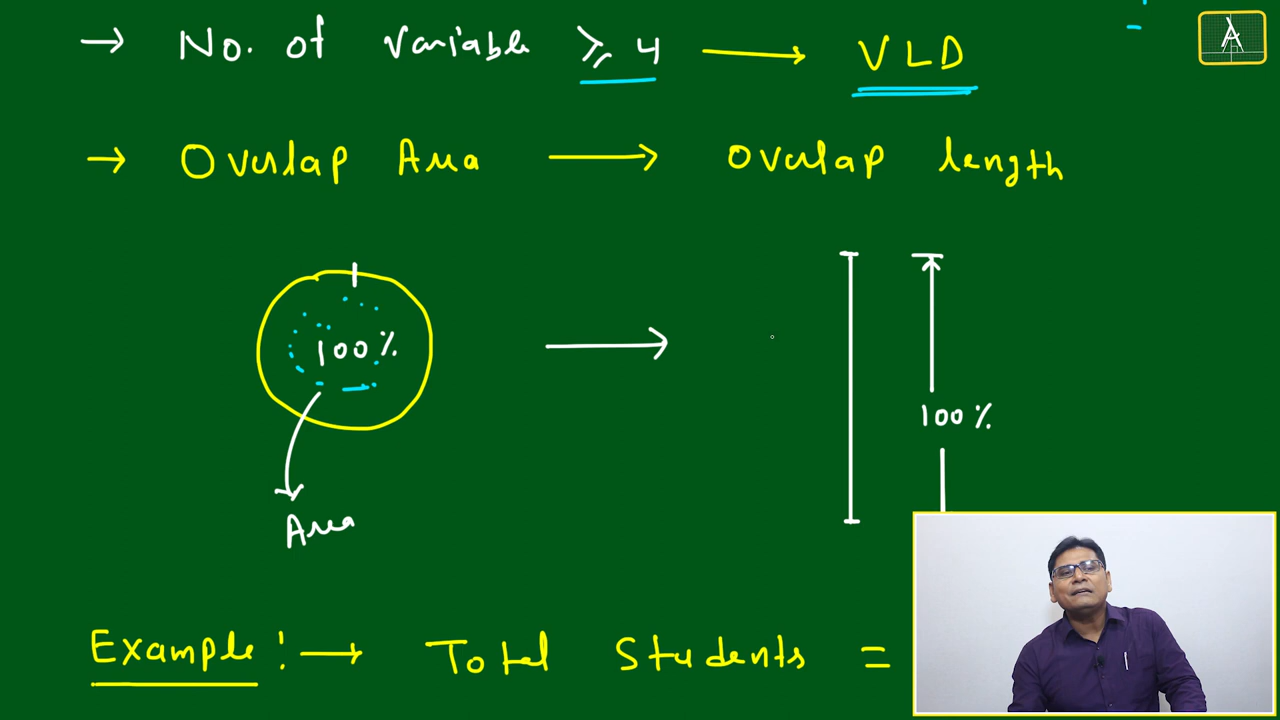 → No. of variable ≥ 4 → VLD
→ Overlap Area → Overlap length
100%
→
100%
Area
Example :→ Total Students =